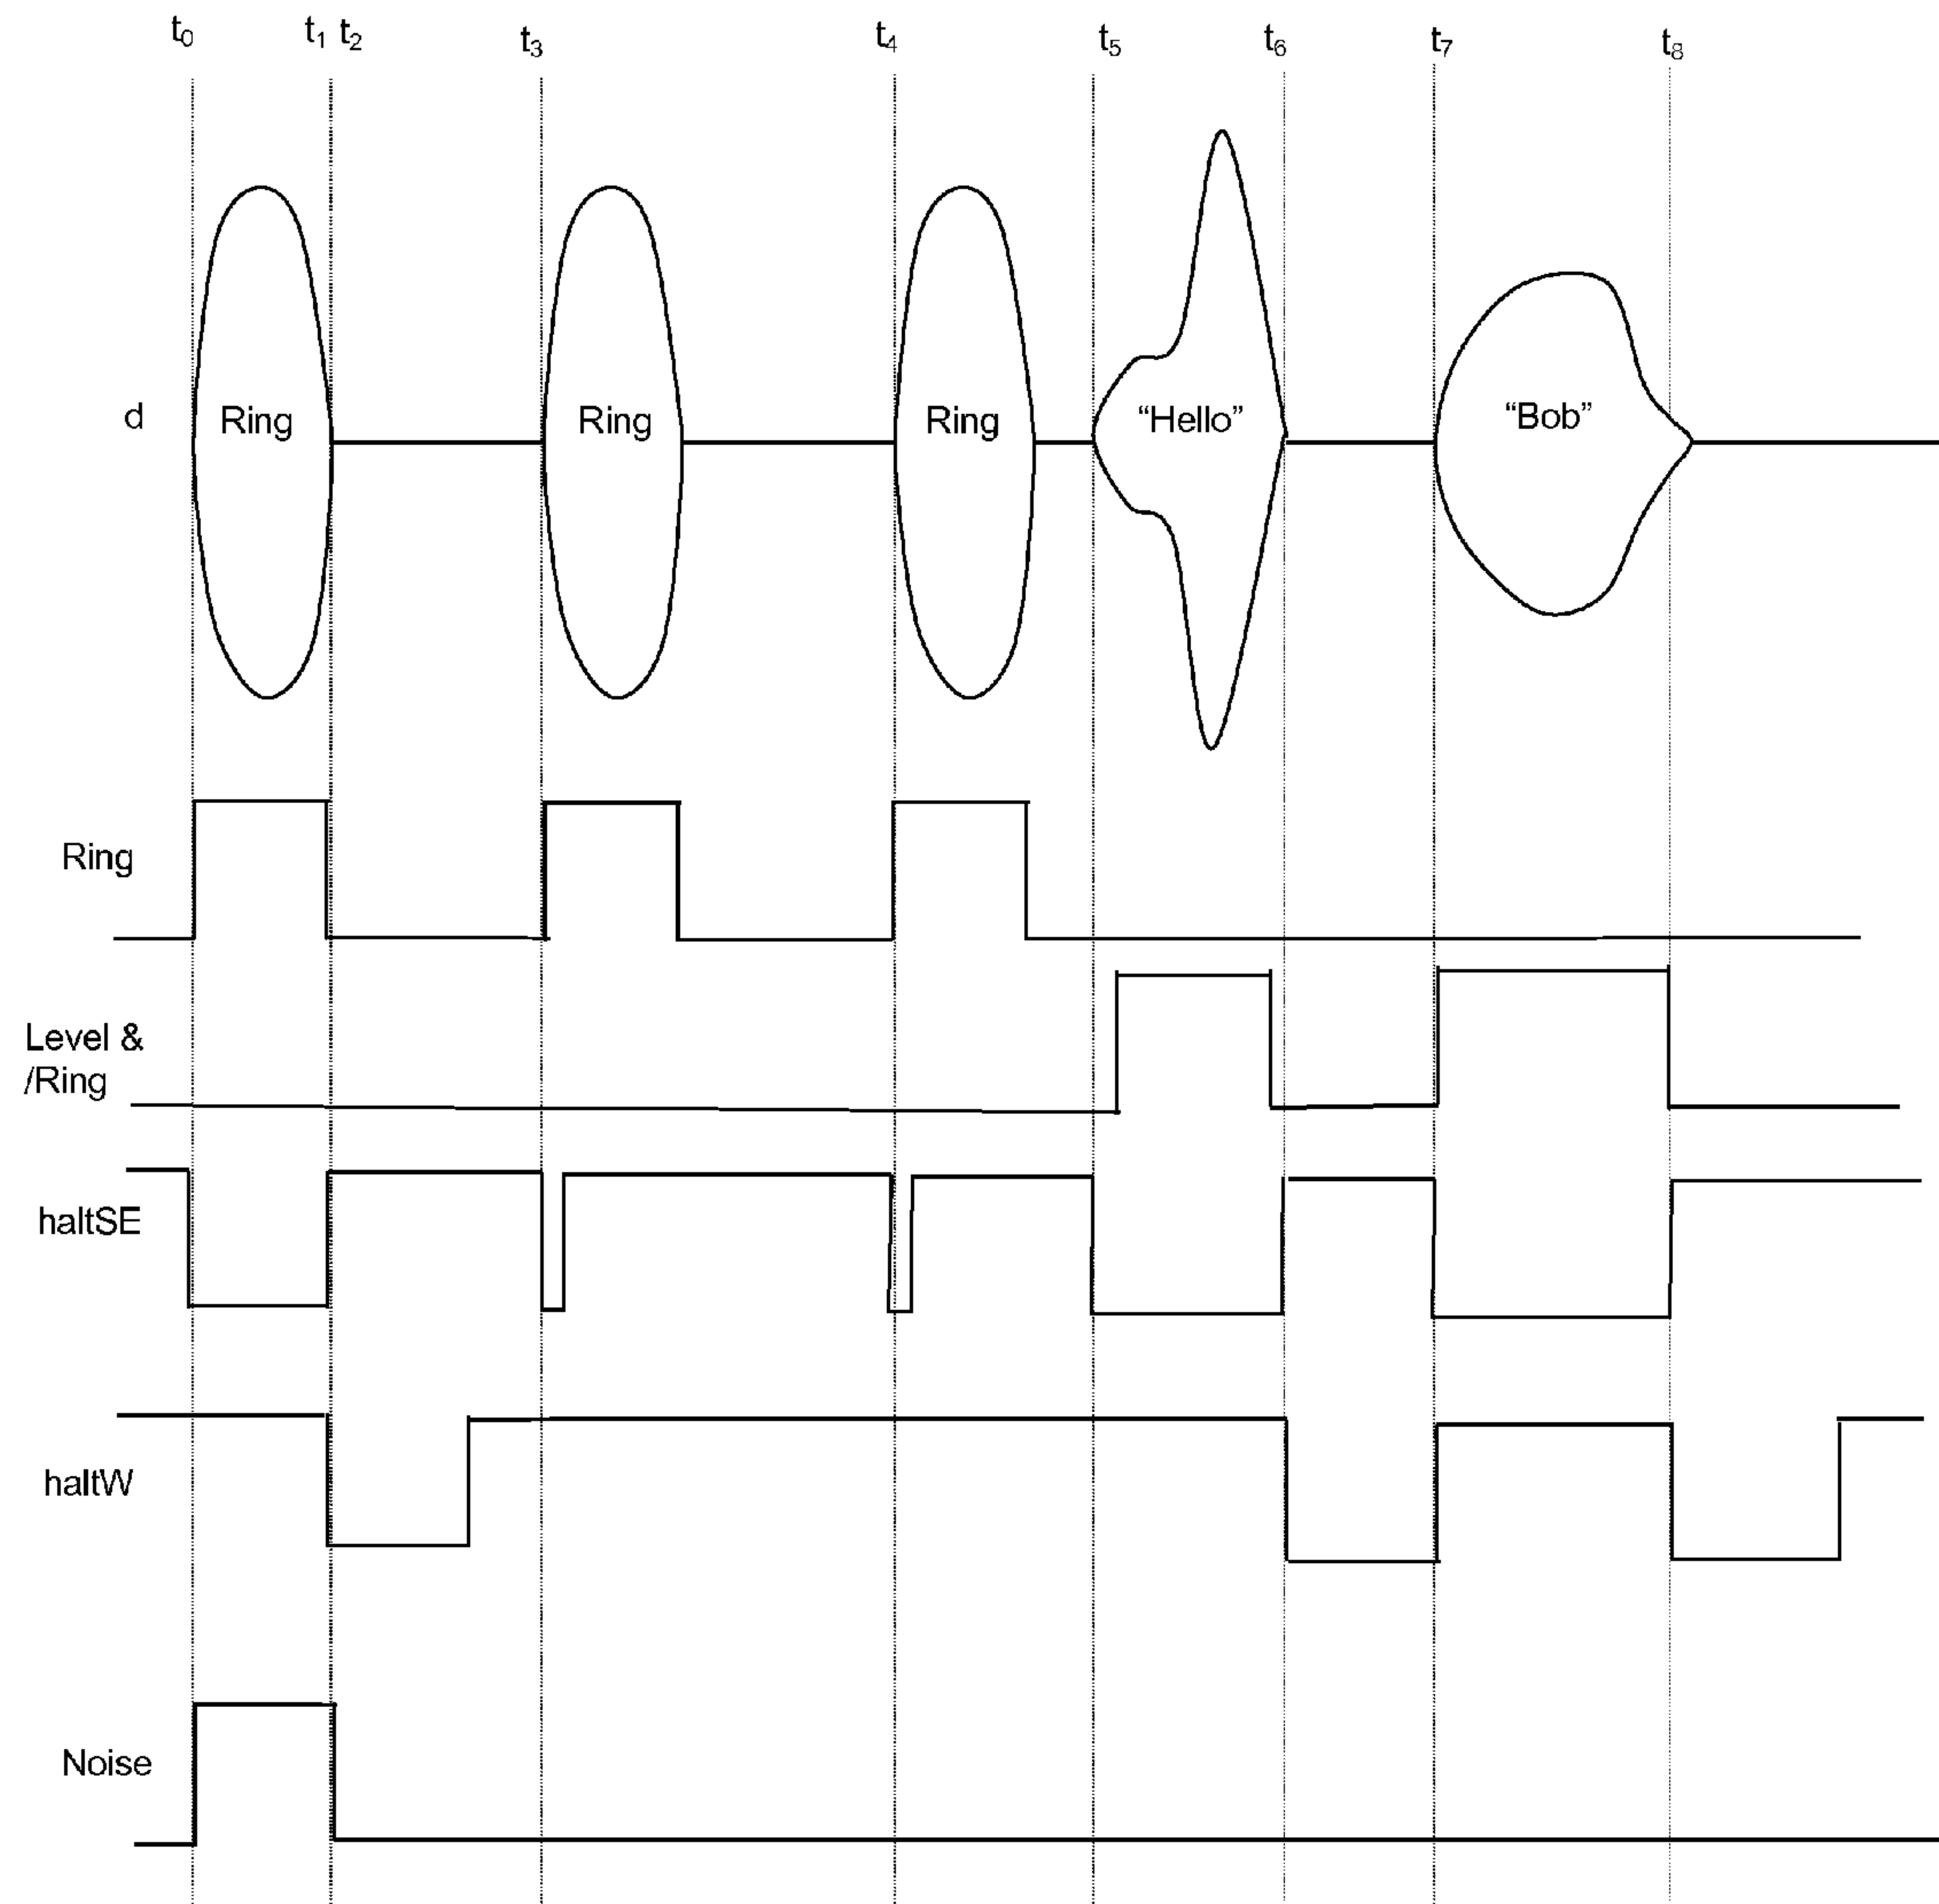 t₀ t₁ t₂ t₃ t₄ t₅ t₆ t₇ t₈
d Ring Ring Ring “Hello” “Bob”
Ring
Level &
/Ring
haltSE
haltW
Noise